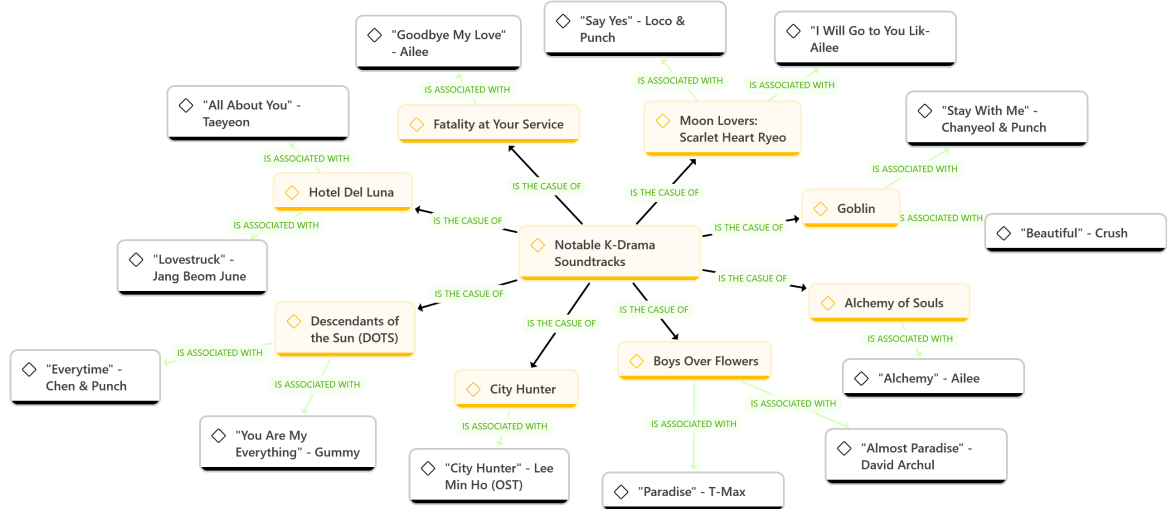 "Say Yes" - Loco &
Punch
"I Will Go to You Lik-
Ailee
"Goodbye My Love"
- Ailee
IS ASSOCIATED WITH
IS ASSOCIATED WITH
IS ASSOCIATED WITH
"All About You" -
Taeyeon
Fatality at Your Service
Moon Lovers:
Scarlet Heart Ryeo
"Stay With Me" -
Chanyeol & Punch
IS ASSOCIATED WITH
IS ASSOCIATED WITH
Hotel Del Luna
IS THE CASUE OF
IS THE CASUE OF
Goblin
IS ASSOCIATED WITH
IS THE CASUE OF
IS THE CASUE OF
IS ASSOCIATED WITH
"Beautiful" - Crush
"Lovestruck" -
Jang Beom June
Notable K-Drama
Soundtracks
IS THE CASUE OF
IS THE CASUE OF
Alchemy of Souls
Descendants of
the Sun (DOTS)
IS THE CASUE OF
IS THE CASUE OF
IS ASSOCIATED WITH
IS ASSOCIATED WITH
"Everytime" -
Chen & Punch
Boys Over Flowers
"Alchemy" - Ailee
IS ASSOCIATED WITH
City Hunter
IS ASSOCIATED WITH
IS ASSOCIATED WITH
IS ASSOCIATED WITH
"You Are My
Everything" - Gummy
"Almost Paradise" -
David Archul
"City Hunter" - Lee
Min Ho (OST)
"Paradise" - T-Max